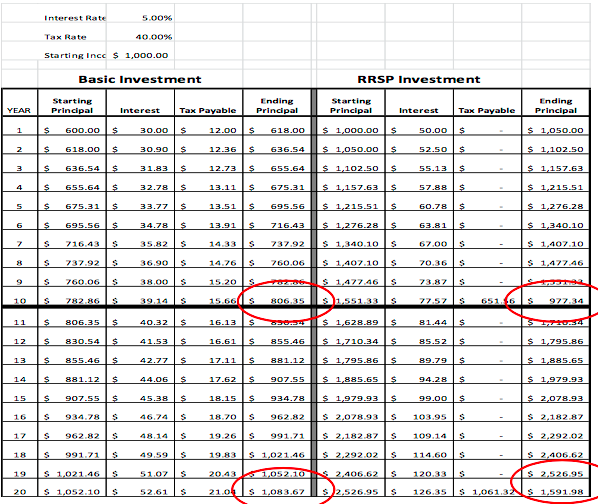 Interest Rate 5.00%
Tax Rate 40.00%
Starting Inco $ 1,000.00
Basic Investment RRSP Investment
YEAR Starting Principal Interest Tax Payable Ending Principal Starting Principal Interest Tax Payable Ending Principal
1 $ 600.00 $ 30.00 $ 12.00 $ 618.00 $ 1,000.00 $ 50.00 $ - $ 1,050.00
2 $ 618.00 $ 30.90 $ 12.36 $ 636.54 $ 1,050.00 $ 52.50 $ - $ 1,102.50
3 $ 636.54 $ 31.83 $ 12.73 $ 655.64 $ 1,102.50 $ 55.13 $ - $ 1,157.63
4 $ 655.64 $ 32.78 $ 13.11 $ 675.31 $ 1,157.63 $ 57.88 $ - $ 1,215.51
5 $ 675.31 $ 33.77 $ 13.51 $ 695.56 $ 1,215.51 $ 60.78 $ - $ 1,276.28
6 $ 695.56 $ 34.78 $ 13.91 $ 716.43 $ 1,276.28 $ 63.81 $ - $ 1,340.10
7 $ 716.43 $ 35.82 $ 14.33 $ 737.92 $ 1,340.10 $ 67.00 $ - $ 1,407.10
8 $ 737.92 $ 36.90 $ 14.76 $ 760.06 $ 1,407.10 $ 70.36 $ - $ 1,477.46
9 $ 760.06 $ 38.00 $ 15.20 $ 782.86 $ 1,477.46 $ 73.87 $ - $ 1,551.33
10 $ 782.86 $ 39.14 $ 15.66 $ 806.35 $ 1,551.33 $ 77.57 $ 651.56 $ 977.34
11 $ 806.35 $ 40.32 $ 16.13 $ 830.54 $ 1,628.89 $ 81.44 $ - $ 1,710.34
12 $ 830.54 $ 41.53 $ 16.61 $ 855.46 $ 1,710.34 $ 85.52 $ - $ 1,795.86
13 $ 855.46 $ 42.77 $ 17.11 $ 881.12 $ 1,795.86 $ 89.79 $ - $ 1,885.65
14 $ 881.12 $ 44.06 $ 17.62 $ 907.55 $ 1,885.65 $ 94.28 $ - $ 1,979.93
15 $ 907.55 $ 45.38 $ 18.15 $ 934.78 $ 1,979.93 $ 99.00 $ - $ 2,078.93
16 $ 934.78 $ 46.74 $ 18.70 $ 962.82 $ 2,078.93 $ 103.95 $ - $ 2,182.87
17 $ 962.82 $ 48.14 $ 19.26 $ 991.71 $ 2,182.87 $ 109.14 $ - $ 2,292.02
18 $ 991.71 $ 49.59 $ 19.83 $ 1,021.46 $ 2,292.02 $ 114.60 $ - $ 2,406.62
19 $ 1,021.46 $ 51.07 $ 20.43 $ 1,052.10 $ 2,406.62 $ 120.33 $ - $ 2,526.95
20 $ 1,052.10 $ 52.61 $ 21.04 $ 1,083.67 $ 2,526.95 $ 126.35 $ 1,061.32 $ 1,591.98